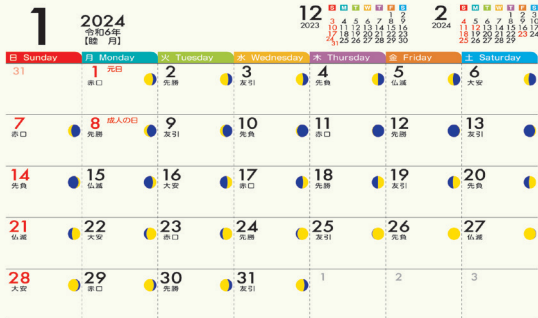 1
2024
令和6年
【睦 月】
12
2023
S M T W T F S
1 2
3 4 5 6 7 8 9
10 11 12 13 14 15 16
17 18 19 20 21 22 23
24/31 25 26 27 28 29 30
2
2024
S M T W T F S
1 2 3
4 5 6 7 8 9 10
11 12 13 14 15 16 17
18 19 20 21 22 23 24
25 26 27 28 29
日 Sunday 月 Monday 火 Tuesday 水 Wednesday 木 Thursday 金 Friday 土 Saturday
31 1 元日 2 3 4 5 6
赤口 先勝 友引 先負 仏滅 大安
7 8 成人の日 9 10 11 12 13
赤口 先勝 友引 先負 赤口 先勝 友引
14 15 16 17 18 19 20
先負 仏滅 大安 赤口 先勝 友引 先負
21 22 23 24 25 26 27
仏滅 大安 赤口 先勝 友引 先負 仏滅
28 29 30 31 1 2 3
大安 赤口 先勝 友引